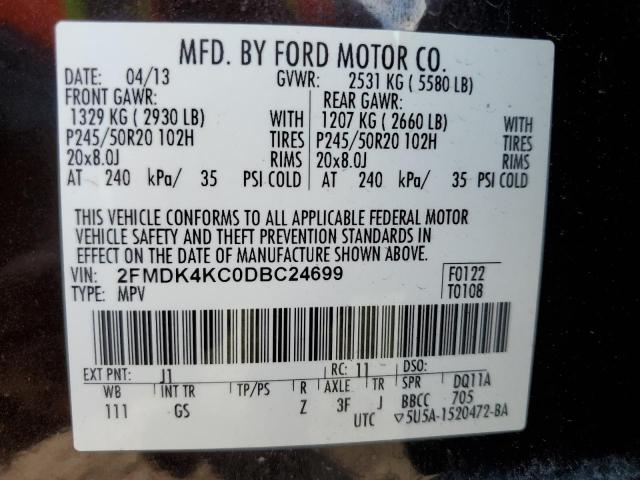 MFD. BY FORD MOTOR CO.
DATE: 04/13 GVWR: 2531 KG ( 5580 LB)
FRONT GAWR: REAR GAWR:
1329 KG ( 2930 LB) WITH 1207 KG ( 2660 LB) WITH
P245/50R20 102H TIRES P245/50R20 102H TIRES
20x8.0J RIMS 20x8.0J RIMS
AT 240 kPa/ 35 PSI COLD AT 240 kPa/ 35 PSI COLD
THIS VEHICLE CONFORMS TO ALL APPLICABLE FEDERAL MOTOR
VEHICLE SAFETY AND THEFT PREVENTION STANDARDS IN
EFFECT ON THE DATE OF MANUFACTURE SHOWN ABOVE.
VIN: 2FMDK4KC0DBC24699 F0122
TYPE: MPV T0108
EXT PNT: J1 RC: 11 DSO:
WB INT TR TP/PS R AXLE TR SPR DQ11A
111 GS Z 3F J BBCC 705
UTC ▽5U5A-1520472-BA